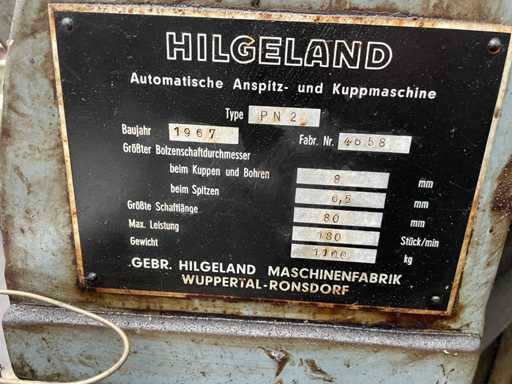 HILGELAND
Automatische Anspitz- und Kuppmaschine
Type PN 2
Baujahr 1967 Fabr. Nr. 4658
Größter Bolzenschaftdurchmesser
beim Kuppen und Bohren 8 mm
beim Spitzen 6,5 mm
Größte Schaftlänge 80 mm
Max. Leistung 180 Stück/min
Gewicht 1100 kg
GEBR. HILGELAND MASCHINENFABRIK
WUPPERTAL-RONSDORF